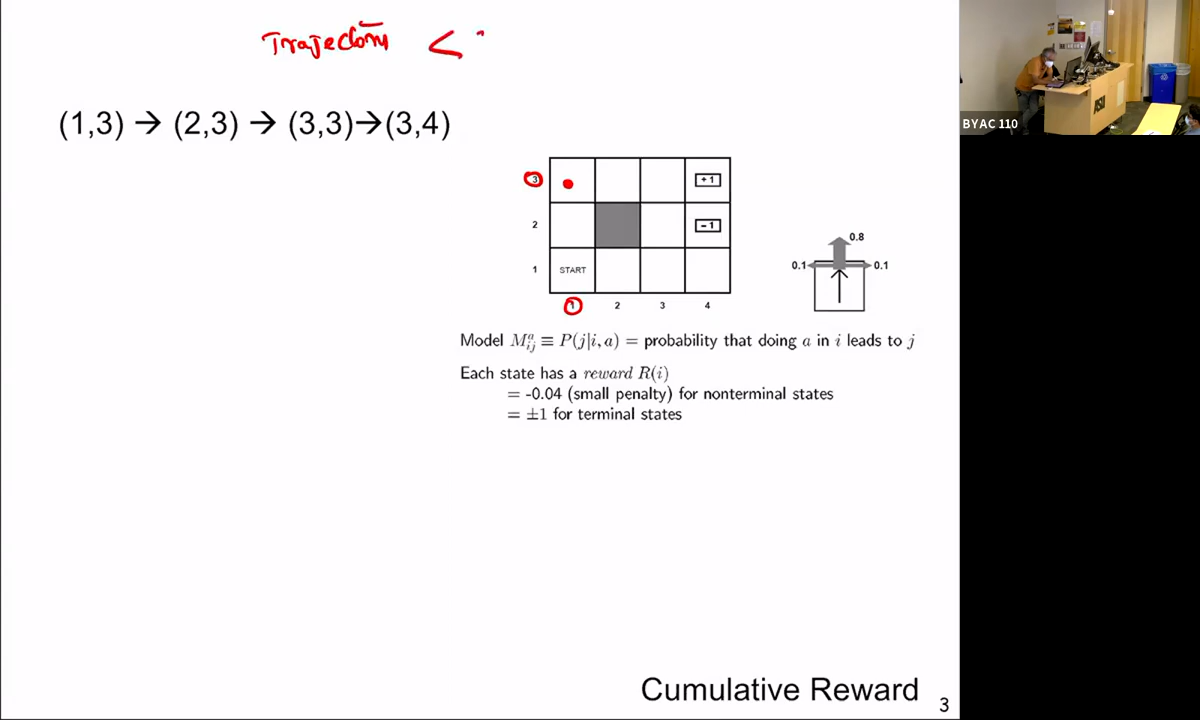 Trajectory <
(1,3) → (2,3) → (3,3)→(3,4)
3 +1
2 -1
1 START
1 2 3 4
0.8
0.1 0.1
Model M^a_{ij} ≡ P(j|i, a) = probability that doing a in i leads to j
Each state has a reward R(i)
= -0.04 (small penalty) for nonterminal states
= ±1 for terminal states
Cumulative Reward
3
BYAC 110
ASU